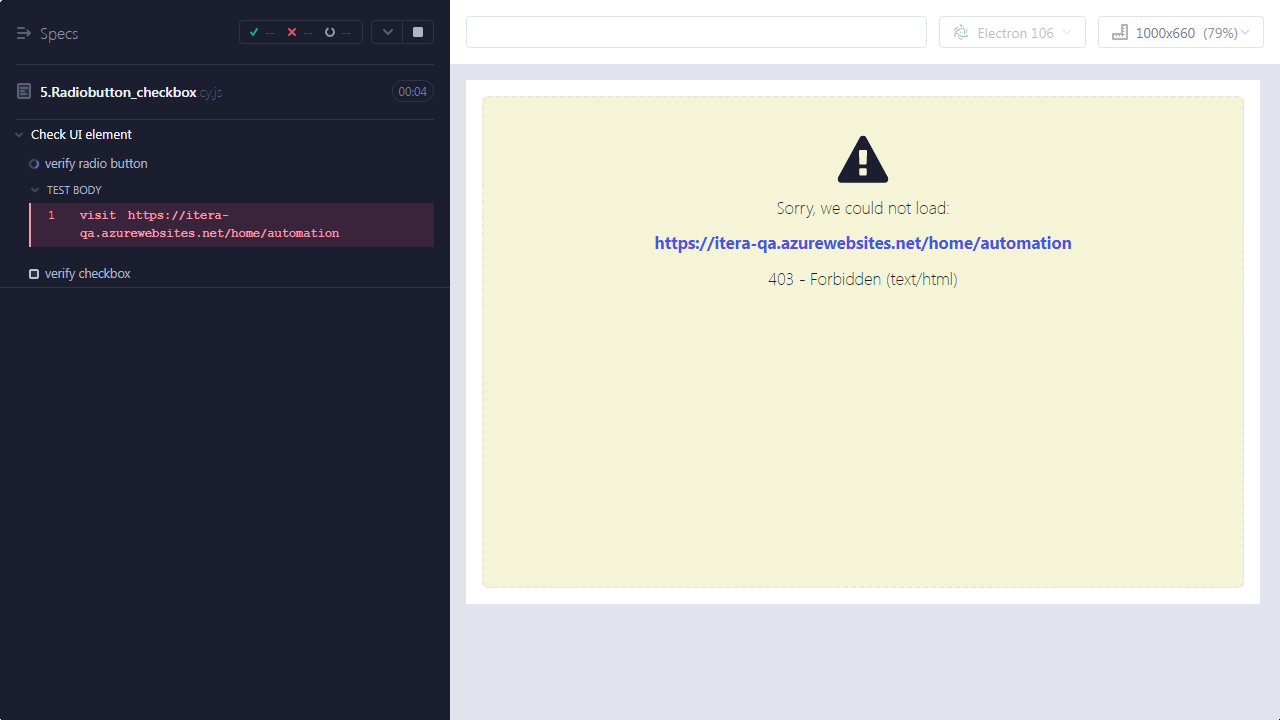 Specs
-- -- --
5.Radiobutton_checkbox.cy.js 00:04
Check UI element
verify radio button
TEST BODY
1 visit https://itera-
qa.azurewebsites.net/home/automation
verify checkbox
Electron 106
1000x660 (79%)
Sorry, we could not load:
https://itera-qa.azurewebsites.net/home/automation
403 - Forbidden (text/html)